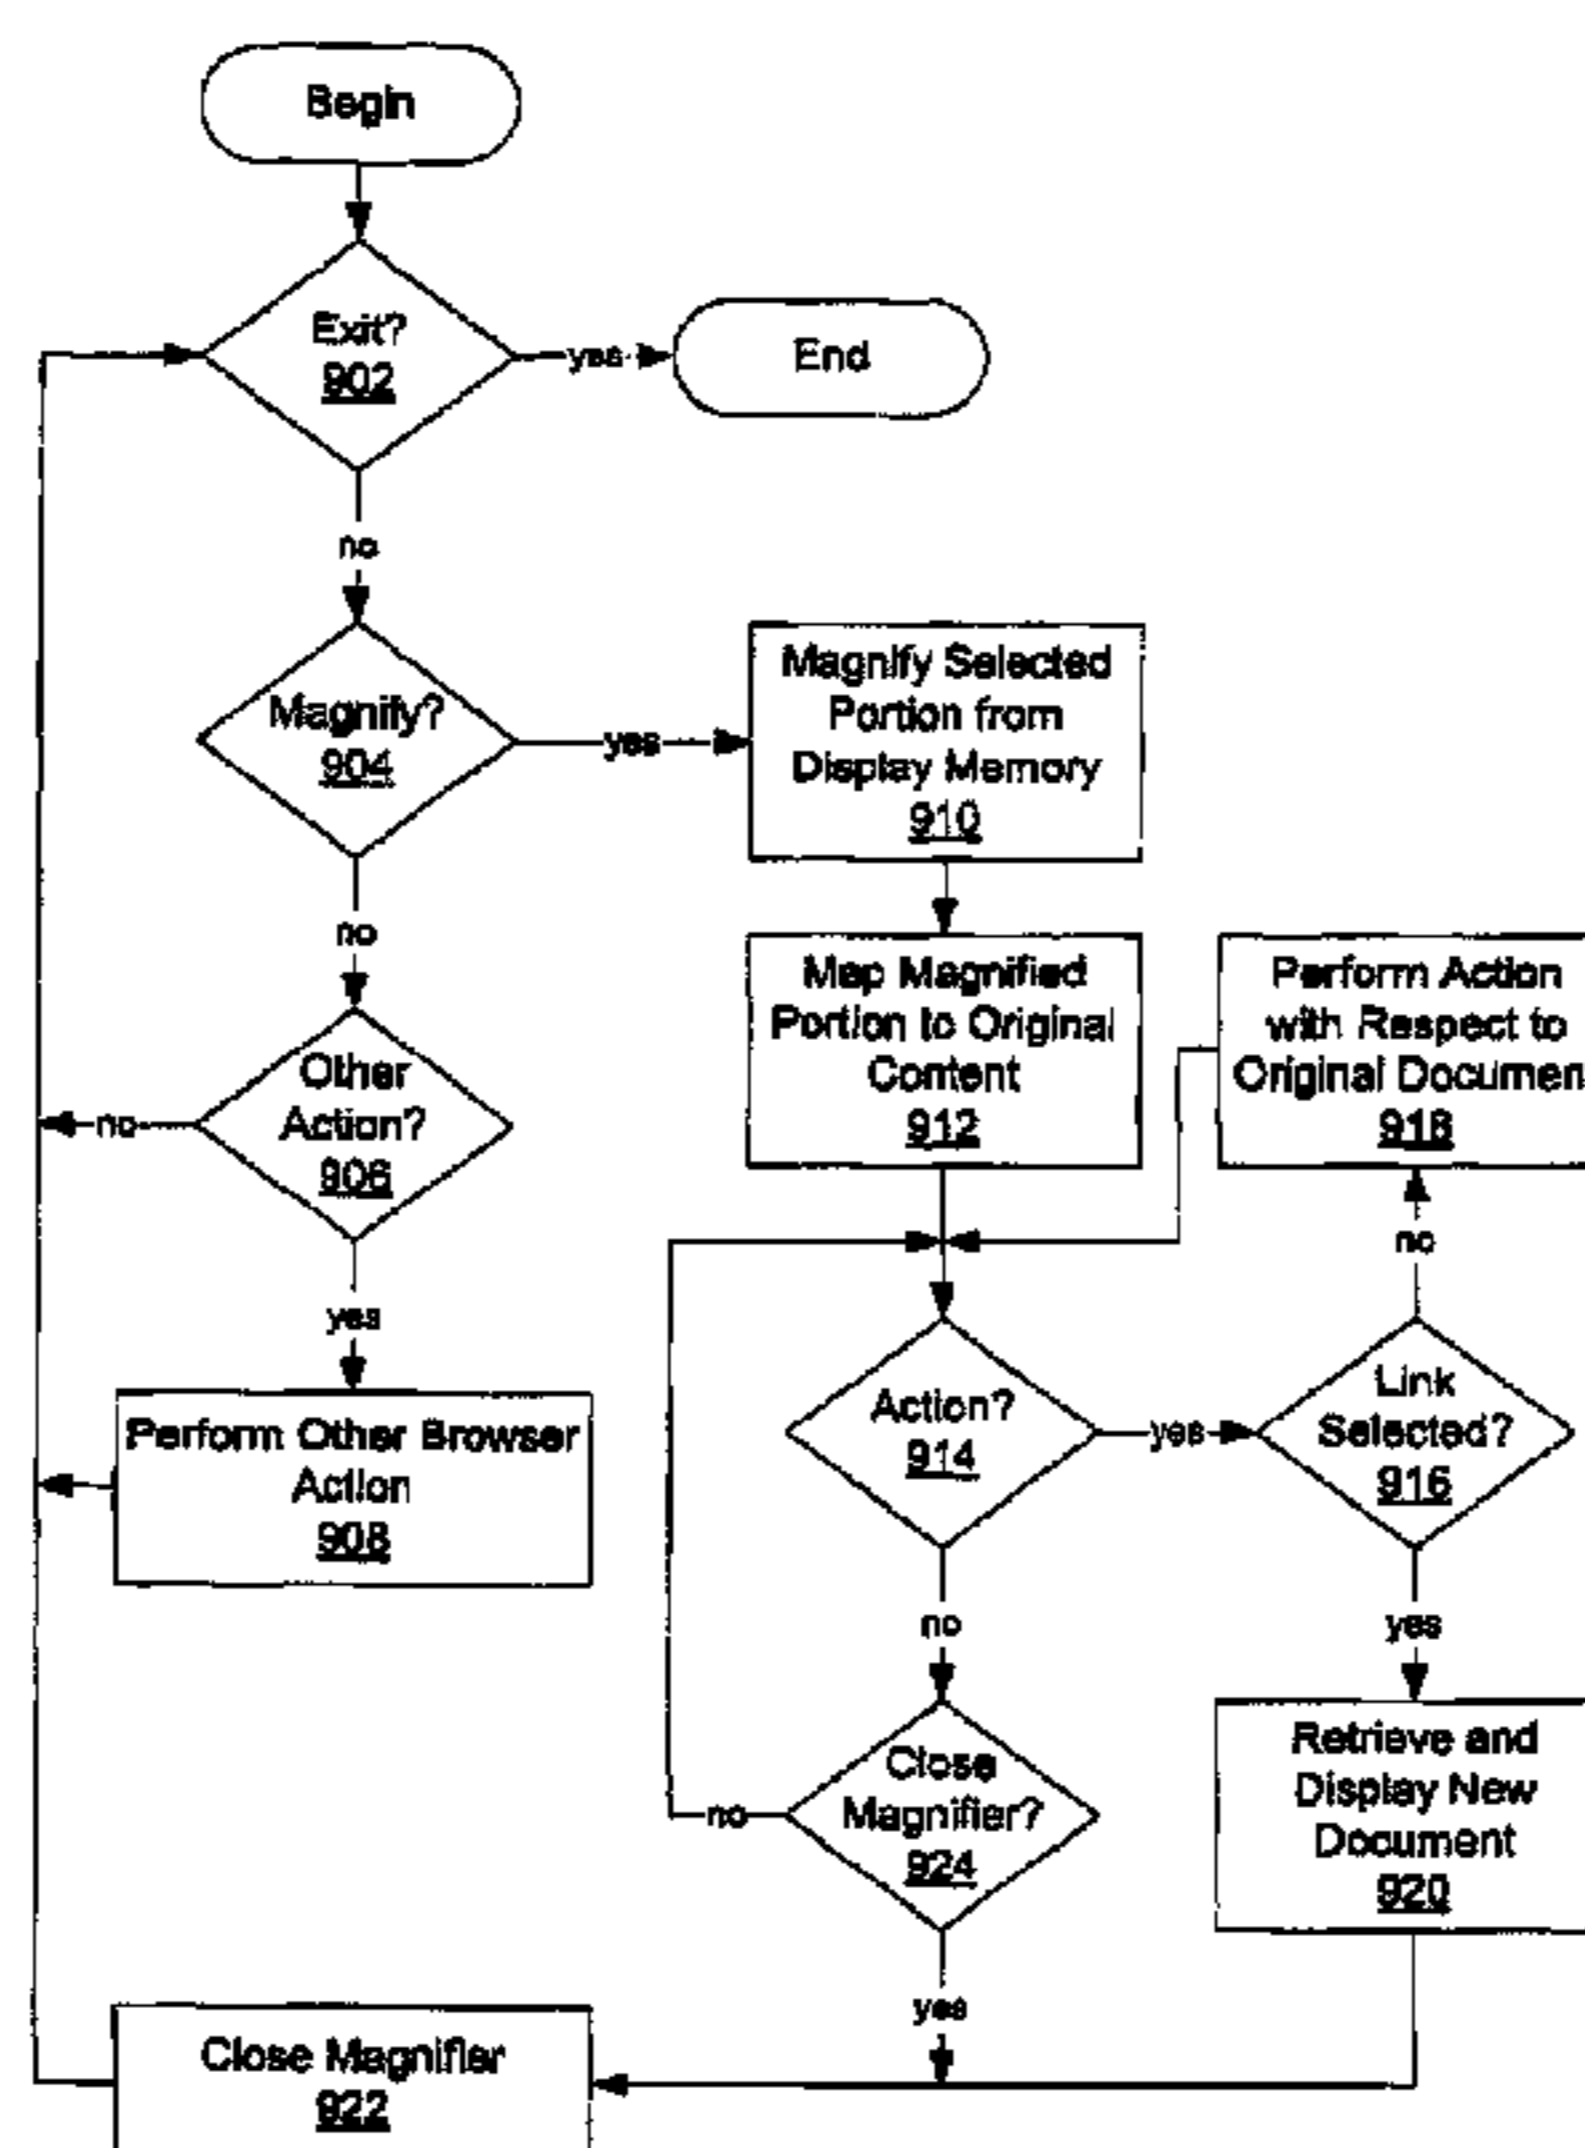 Begin
Exit?
902
yes
End
no
Magnify?
904
yes
Magnify Selected
Portion from
Display Memory
910
no
Map Magnified
Portion to Original
Content
912
Perform Action
with Respect to
Original Documen
918
Other
Action?
906
no
no
yes
Action?
914
yes
Link
Selected?
916
Perform Other Browser
Action
908
no
yes
Close
Magnifier?
924
no
Retrieve and
Display New
Document
920
yes
Close Magnifier
922